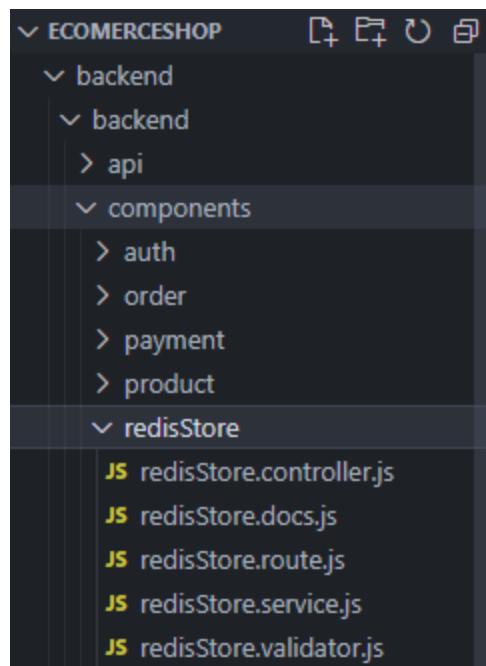 ECOMERCESHOP
backend
backend
api
components
auth
order
payment
product
redisStore
JS redisStore.controller.js
JS redisStore.docs.js
JS redisStore.route.js
JS redisStore.service.js
JS redisStore.validator.js